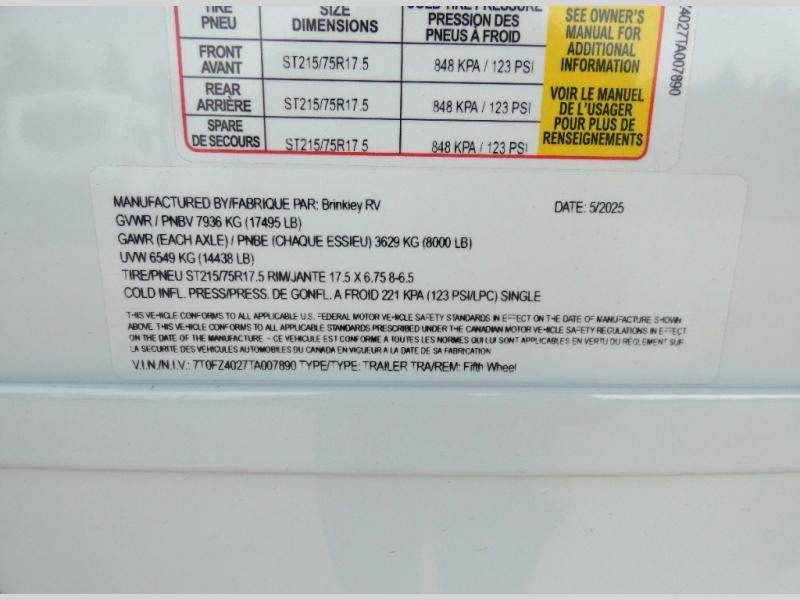 TIRE SIZE COLD TIRE PRESSURE
PNEU DIMENSIONS PRESSION DES
PNEUS À FROID
SEE OWNER'S
MANUAL FOR
ADDITIONAL
INFORMATION
FRONT
AVANT ST215/75R17.5 848 KPA / 123 PSI
REAR
ARRIÈRE ST215/75R17.5 848 KPA / 123 PSI
SPARE
DE SECOURS ST215/75R17.5 848 KPA / 123 PSI
VOIR LE MANUEL
DE L'USAGER
POUR PLUS DE
RENSEIGNEMENTS
4027TA007890
MANUFACTURED BY/FABRIQUE PAR: Brinkley RV DATE: 5/2025
GVWR / PNBV 7936 KG (17495 LB)
GAWR (EACH AXLE) / PNBE (CHAQUE ESSIEU) 3629 KG (8000 LB)
UVW 6549 KG (14438 LB)
TIRE/PNEU ST215/75R17.5 RIM/JANTE 17.5 X 6.75 8-6.5
COLD INFL. PRESS/PRESS. DE GONFL. A FROID 221 KPA (123 PSI/LPC) SINGLE
THIS VEHICLE CONFORMS TO ALL APPLICABLE U.S. FEDERAL MOTOR VEHICLE SAFETY STANDARDS IN EFFECT ON THE DATE OF MANUFACTURE SHOWN
ABOVE. THIS VEHICLE CONFORMS TO ALL APPLICABLE STANDARDS PRESCRIBED UNDER THE CANADIAN MOTOR VEHICLE SAFETY REGULATIONS IN EFFECT
ON THE DATE OF THE MANUFACTURE - CE VEHICULE EST CONFORME À TOUTES LES NORMES QUI LUI SONT APPLICABLES EN VERTU DU REGLEMENT SUR
LA SECURITE DES VEHICULES AUTOMOBILES DU CANADA EN VIGUEUR A LA DATE DE SA FABRICATION
V.I.N./N.I.V.: 7T0FZ4027TA007890 TYPE/TYPE: TRAILER TRA/REM: Fifth Wheel